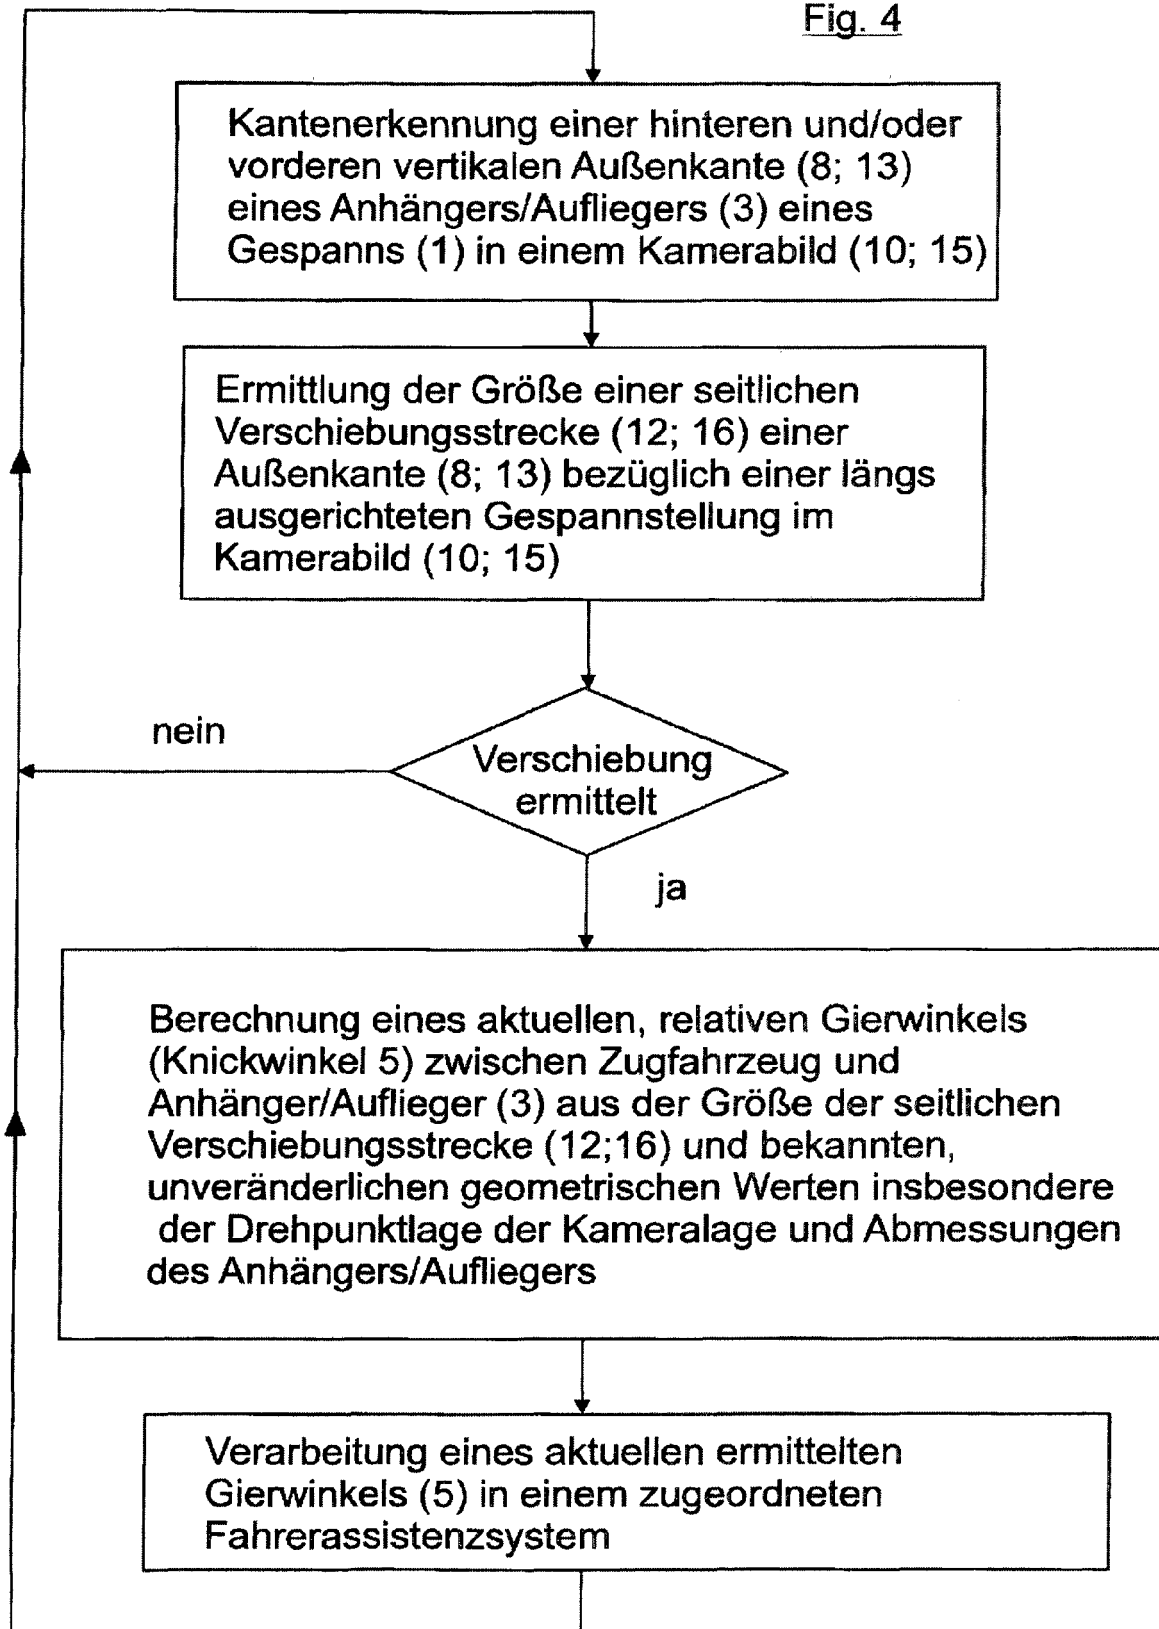 Fig. 4
Kantenerkennung einer hinteren und/oder
vorderen vertikalen Außenkante (8; 13)
eines Anhängers/Aufliegers (3) eines
Gespanns (1) in einem Kamerabild (10; 15)
Ermittlung der Größe einer seitlichen
Verschiebungsstrecke (12; 16) einer
Außenkante (8; 13) bezüglich einer längs
ausgerichteten Gespannstellung im
Kamerabild (10; 15)
nein
Verschiebung
ermittelt
ja
Berechnung eines aktuellen, relativen Gierwinkels
(Knickwinkel 5) zwischen Zugfahrzeug und
Anhänger/Auflieger (3) aus der Größe der seitlichen
Verschiebungsstrecke (12;16) und bekannten,
unveränderlichen geometrischen Werten insbesondere
der Drehpunktlage der Kameralage und Abmessungen
des Anhängers/Aufliegers
Verarbeitung eines aktuellen ermittelten
Gierwinkels (5) in einem zugeordneten
Fahrerassistenzsystem